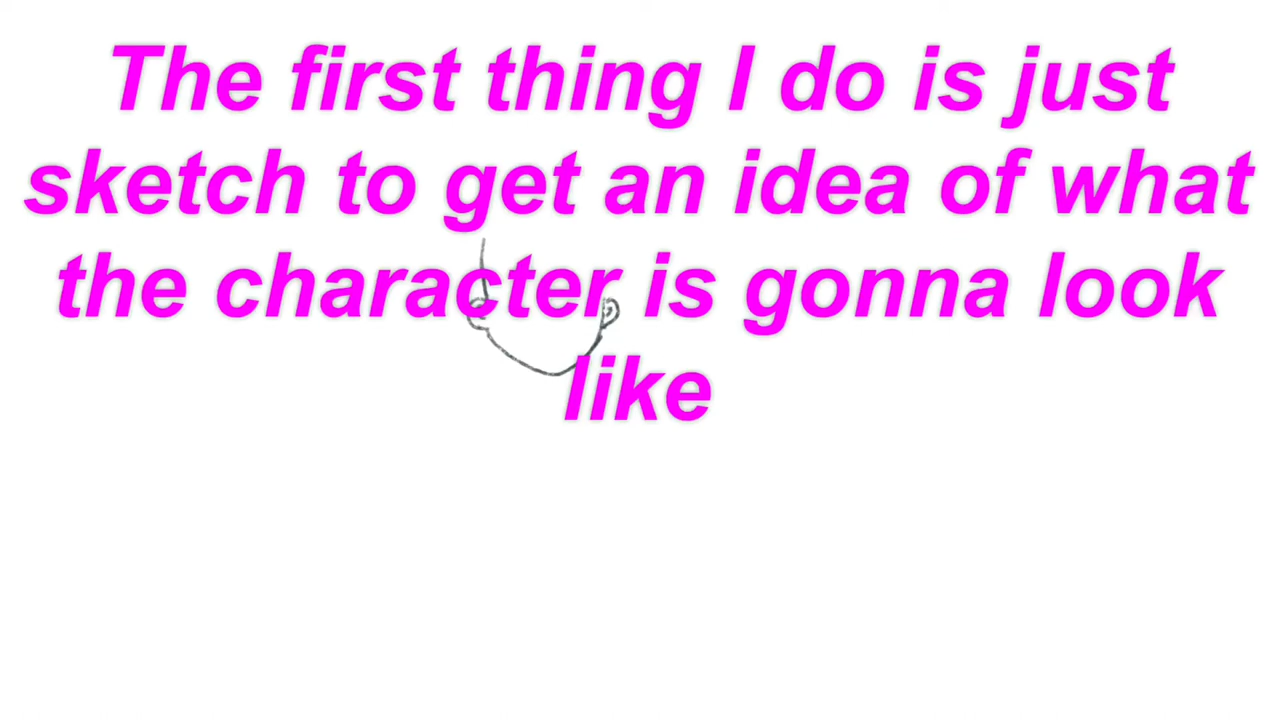 The first thing I do is just
sketch to get an idea of what
the character is gonna look
like